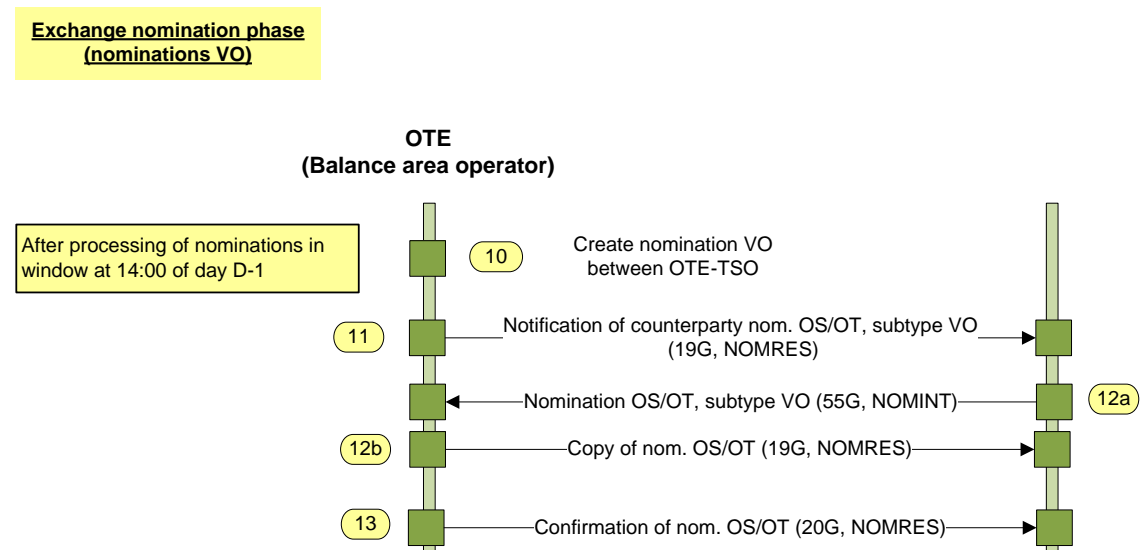 Exchange nomination phase
(nominations VO)
OTE
(Balance area operator)
After processing of nominations in
window at 14:00 of day D-1
10
Create nomination VO
between OTE-TSO
11
Notification of counterparty nom. OS/OT, subtype VO
(19G, NOMRES)
Nomination OS/OT, subtype VO (55G, NOMINT)
12a
12b
Copy of nom. OS/OT (19G, NOMRES)
13
Confirmation of nom. OS/OT (20G, NOMRES)